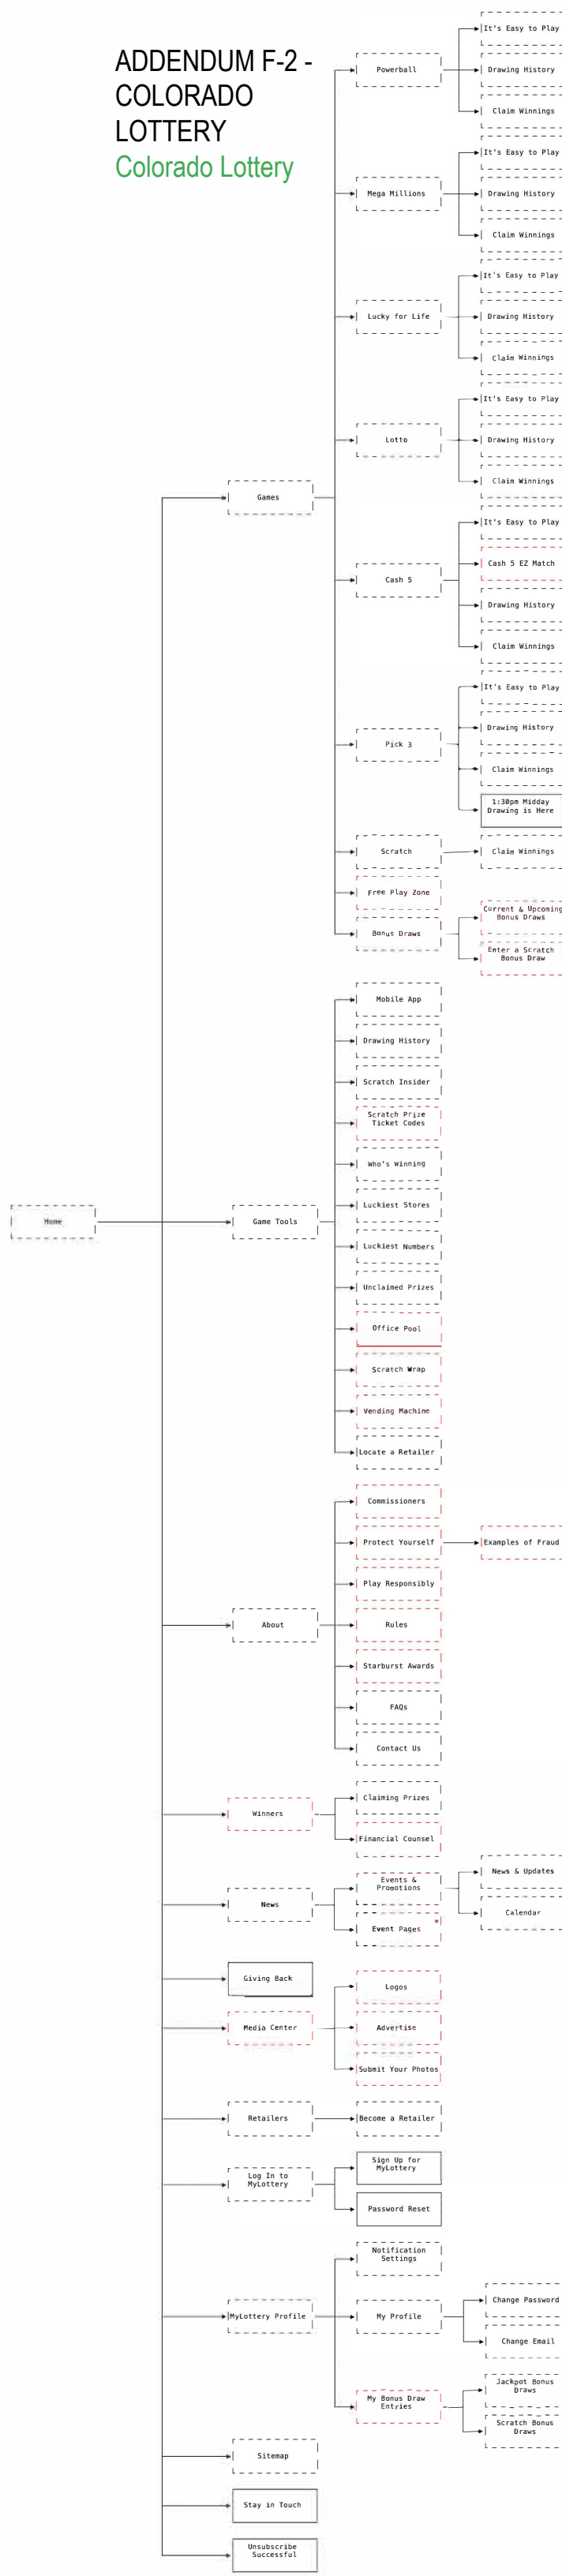 ADDENDUM F-2 -
COLORADO
LOTTERY
Colorado Lottery
Home
Games
Powerball
It's Easy to Play
Drawing History
Claim Winnings
Mega Millions
It's Easy to Play
Drawing History
Claim Winnings
Lucky for Life
It's Easy to Play
Drawing History
Claim Winnings
Lotto
It's Easy to Play
Drawing History
Claim Winnings
Cash 5
It's Easy to Play
Cash 5 EZ Match
Drawing History
Claim Winnings
Pick 3
It's Easy to Play
Drawing History
Claim Winnings
1:30pm Midday
Drawing is Here
Scratch
Claim Winnings
Free Play Zone
Bonus Draws
Current & Upcoming
Bonus Draws
Enter a Scratch
Bonus Draw
Game Tools
Mobile App
Drawing History
Scratch Insider
Scratch Prize
Ticket Codes
Who's Winning
Luckiest Stores
Luckiest Numbers
Unclaimed Prizes
Office Pool
Scratch Wrap
Vending Machine
Locate a Retailer
About
Commissioners
Protect Yourself
Examples of Fraud
Play Responsibly
Rules
Starburst Awards
FAQs
Contact Us
Winners
Claiming Prizes
Financial Counsel
News
Events &
Promotions
News & Updates
Calendar
Event Pages *
Giving Back
Media Center
Logos
Advertise
Submit Your Photos
Retailers
Become a Retailer
Log In to
MyLottery
Sign Up for
MyLottery
Password Reset
MyLottery Profile
Notification
Settings
My Profile
Change Password
Change Email
My Bonus Draw
Entries
Jackpot Bonus
Draws
Scratch Bonus
Draws
Sitemap
Stay in Touch
Unsubscribe
Successful